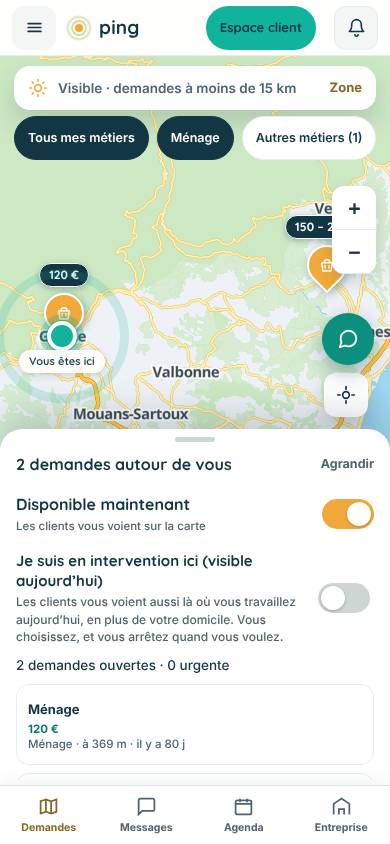 ping
Espace client
Visible · demandes à moins de 15 km
Zone
Tous mes métiers
Ménage
Autres métiers (1)
+
−
120 €
Vous êtes ici
Valbonne
Mouans-Sartoux
2 demandes autour de vous
Agrandir
Disponible maintenant
Les clients vous voient sur la carte
Je suis en intervention ici (visible
aujourd’hui)
Les clients vous voient aussi là où vous travaillez
aujourd’hui, en plus de votre domicile. Vous
choisissez, et vous arrêtez quand vous voulez.
2 demandes ouvertes · 0 urgente
Ménage
120 €
Ménage · à 369 m · il y a 80 j
Demandes
Messages
Agenda
Entreprise